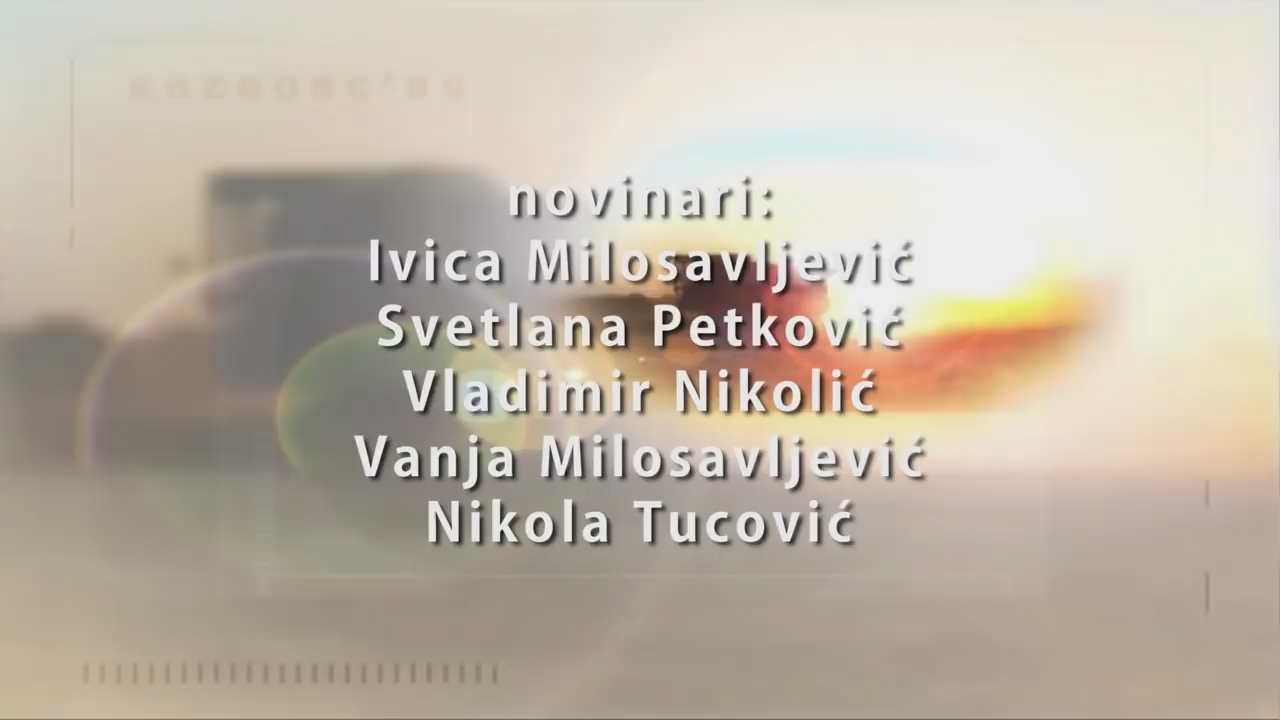 novinari:
Ivica Milosavljević
Svetlana Petković
Vladimir Nikolić
Vanja Milosavljević
Nikola Tucović